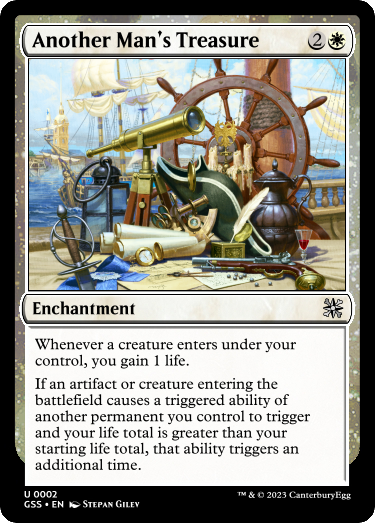 Another Man's Treasure 2
Enchantment
Whenever a creature enters under your
control, you gain 1 life.
If an artifact or creature entering the
battlefield causes a triggered ability of
another permanent you control to trigger
and your life total is greater than your
starting life total, that ability triggers an
additional time.
U 0002
GSS • EN Stepan Gilev
™ & © 2023 CanterburyEgg